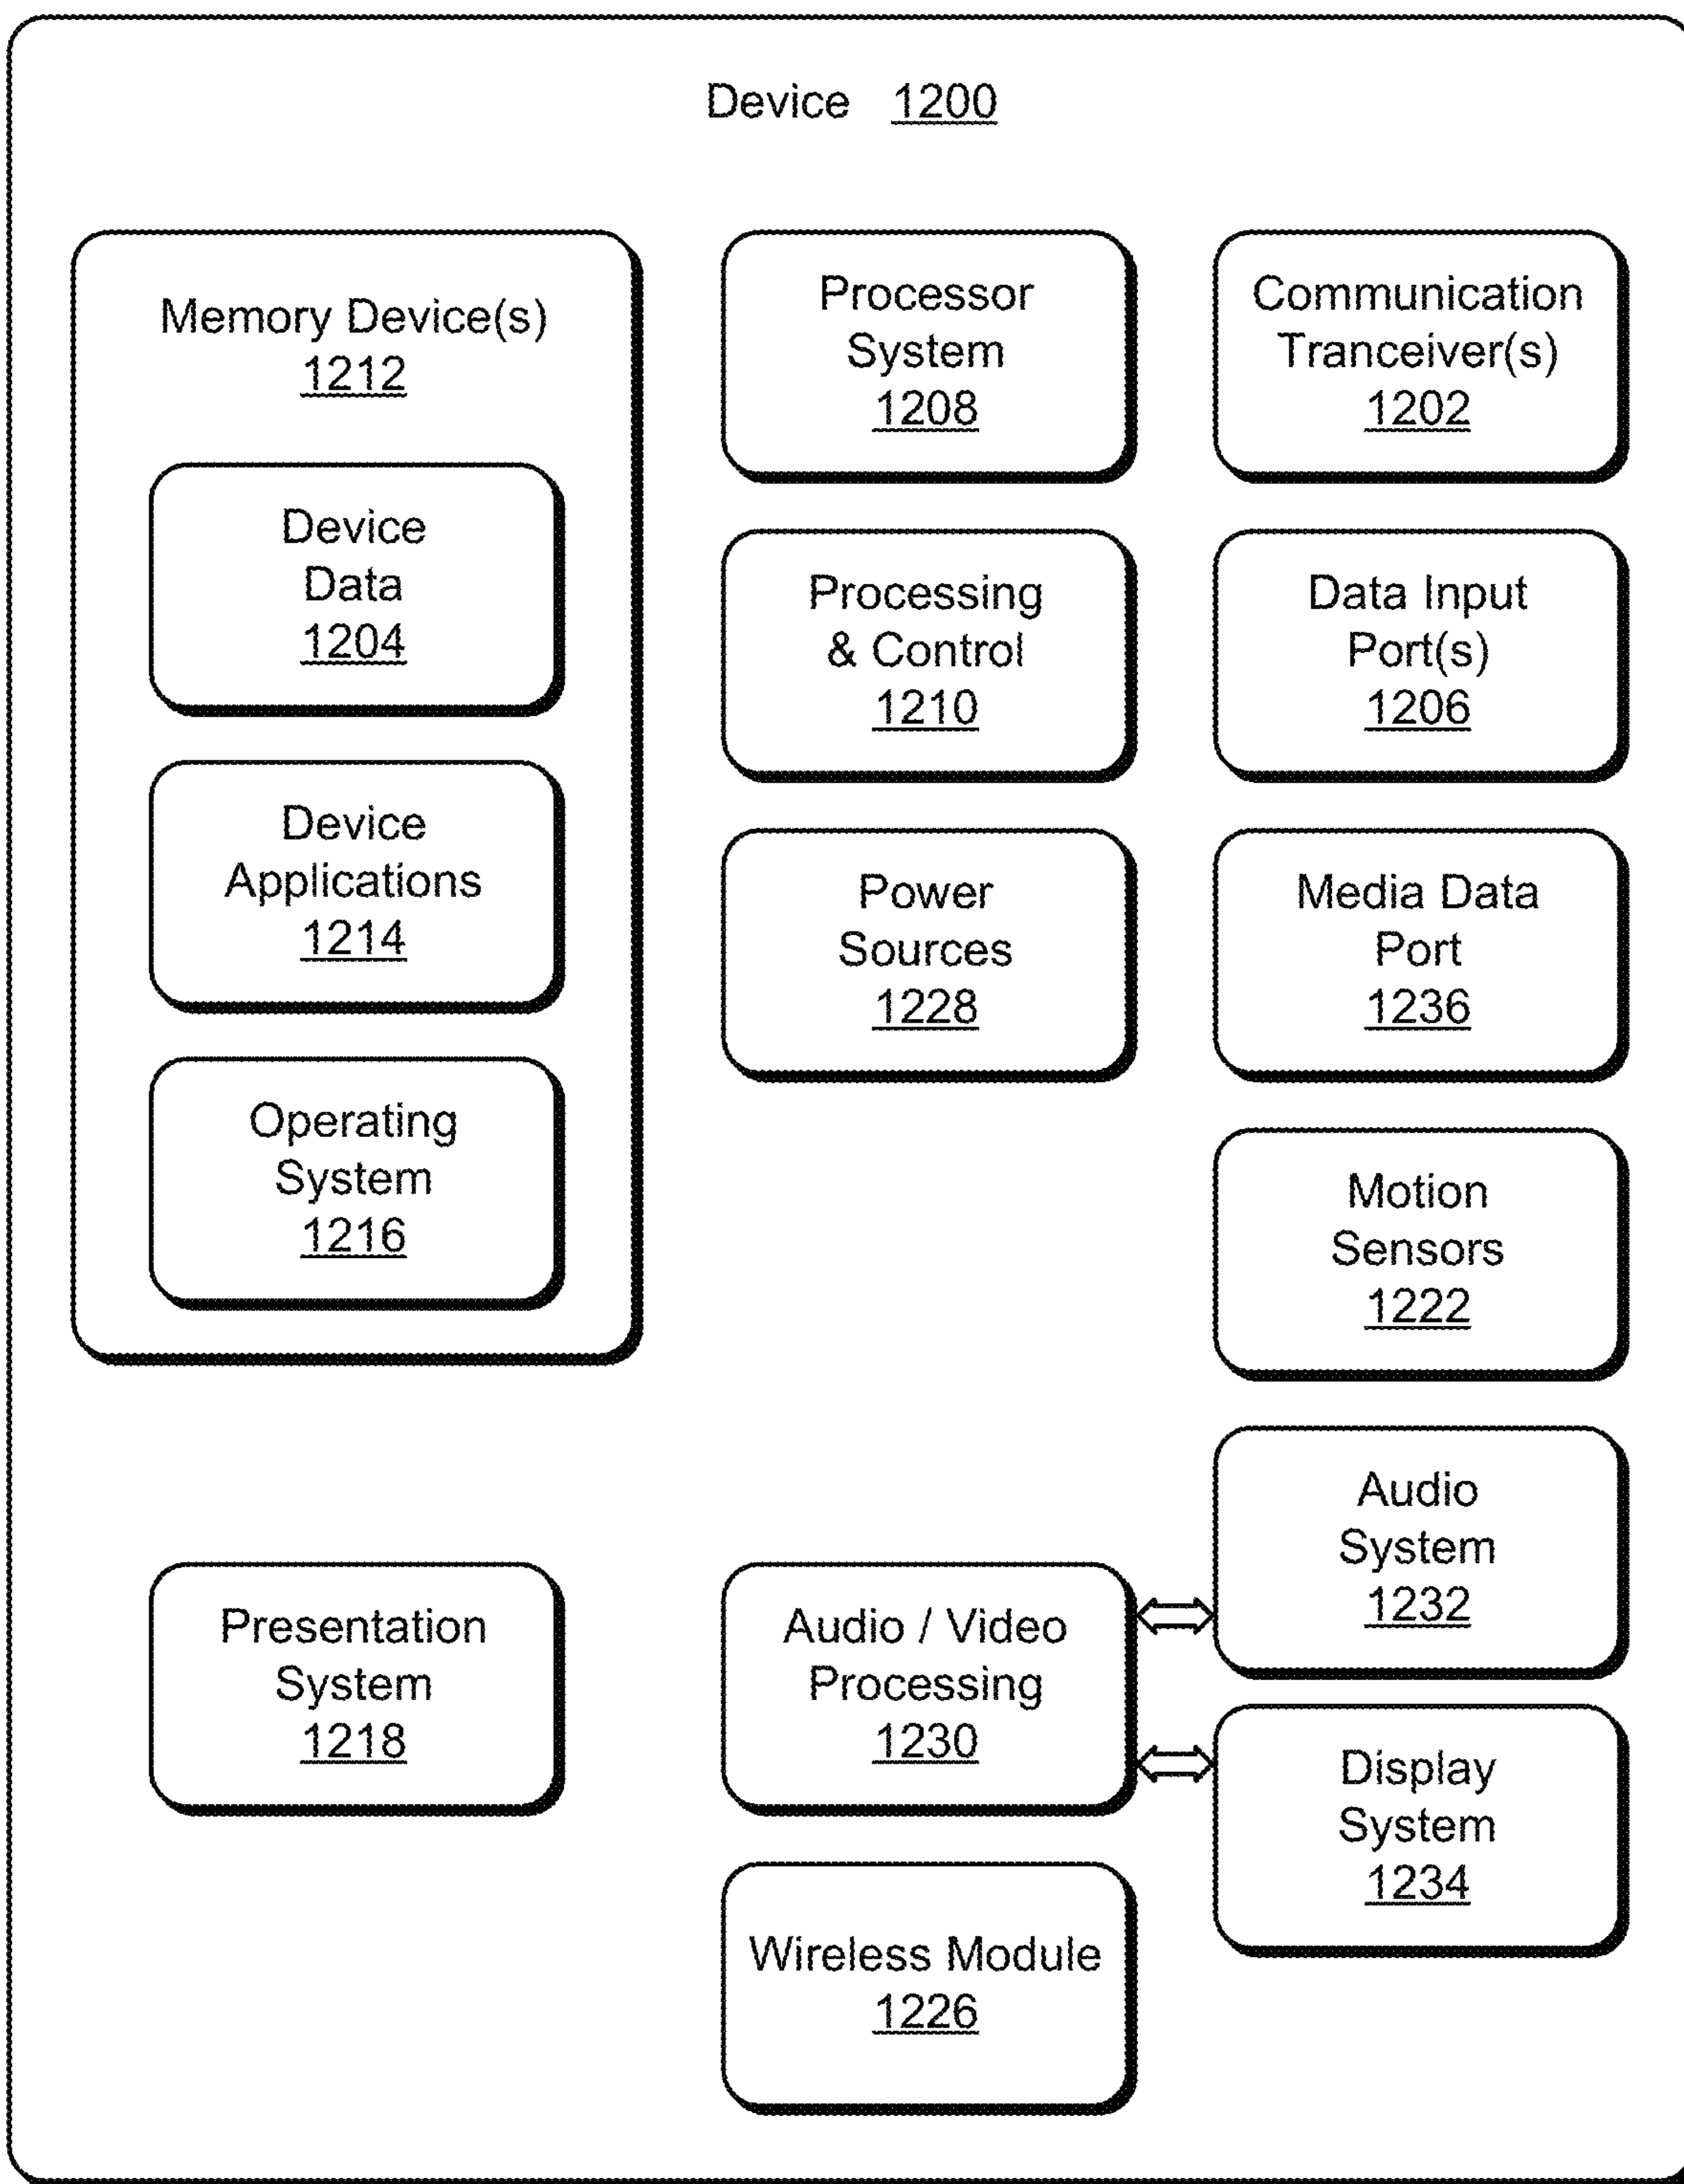 Device 1200
Memory Device(s)
1212
Device
Data
1204
Device
Applications
1214
Operating
System
1216
Processor
System
1208
Communication
Tranceiver(s)
1202
Processing
& Control
1210
Data Input
Port(s)
1206
Power
Sources
1228
Media Data
Port
1236
Motion
Sensors
1222
Presentation
System
1218
Audio / Video
Processing
1230
Audio
System
1232
Display
System
1234
Wireless Module
1226